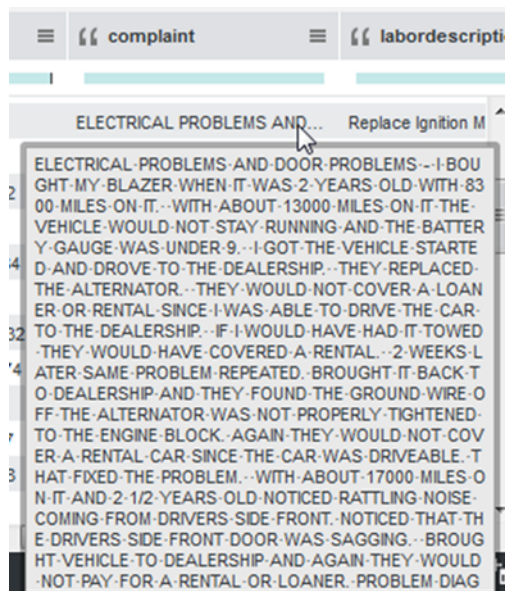 complaint labordescripti
ELECTRICAL PROBLEMS AND... Replace Ignition M
ELECTRICAL·PROBLEMS·AND·DOOR·PROBLEMS·-·I·BOU
GHT·MY·BLAZER·WHEN·IT·WAS·2·YEARS·OLD·WITH·83
00·MILES·ON·IT.··WITH·ABOUT·13000·MILES·ON·IT·THE·
VEHICLE·WOULD·NOT·STAY·RUNNING·AND·THE·BATTER
Y·GAUGE·WAS·UNDER·9.··I·GOT·THE·VEHICLE·STARTE
D·AND·DROVE·TO·THE·DEALERSHIP.··THEY·REPLACED·
THE·ALTERNATOR.··THEY·WOULD·NOT·COVER·A·LOAN
ER·OR·RENTAL·SINCE·I·WAS·ABLE·TO·DRIVE·THE·CAR·
TO·THE·DEALERSHIP.··IF·I·WOULD·HAVE·HAD·IT·TOWED
·THEY·WOULD·HAVE·COVERED·A·RENTAL.··2·WEEKS·L
ATER·SAME·PROBLEM·REPEATED.·BROUGHT·IT·BACK·T
O·DEALERSHIP·AND·THEY·FOUND·THE·GROUND·WIRE·O
FF·THE·ALTERNATOR·WAS·NOT·PROPERLY·TIGHTENED·
TO·THE·ENGINE·BLOCK.·AGAIN·THEY·WOULD·NOT·COV
ER·A·RENTAL·CAR·SINCE·THE·CAR·WAS·DRIVEABLE.·T
HAT·FIXED·THE·PROBLEM.··WITH·ABOUT·17000·MILES·O
N·IT·AND·2·1/2·YEARS·OLD·NOTICED·RATTLING·NOISE·
COMING·FROM·DRIVERS·SIDE·FRONT.·NOTICED·THAT·TH
E·DRIVERS·SIDE·FRONT·DOOR·WAS·SAGGING.··BROUG
HT·VEHICLE·TO·DEALERSHIP·AND·AGAIN·THEY·WOULD
·NOT·PAY·FOR·A·RENTAL·OR·LOANER.·PROBLEM·DIAG